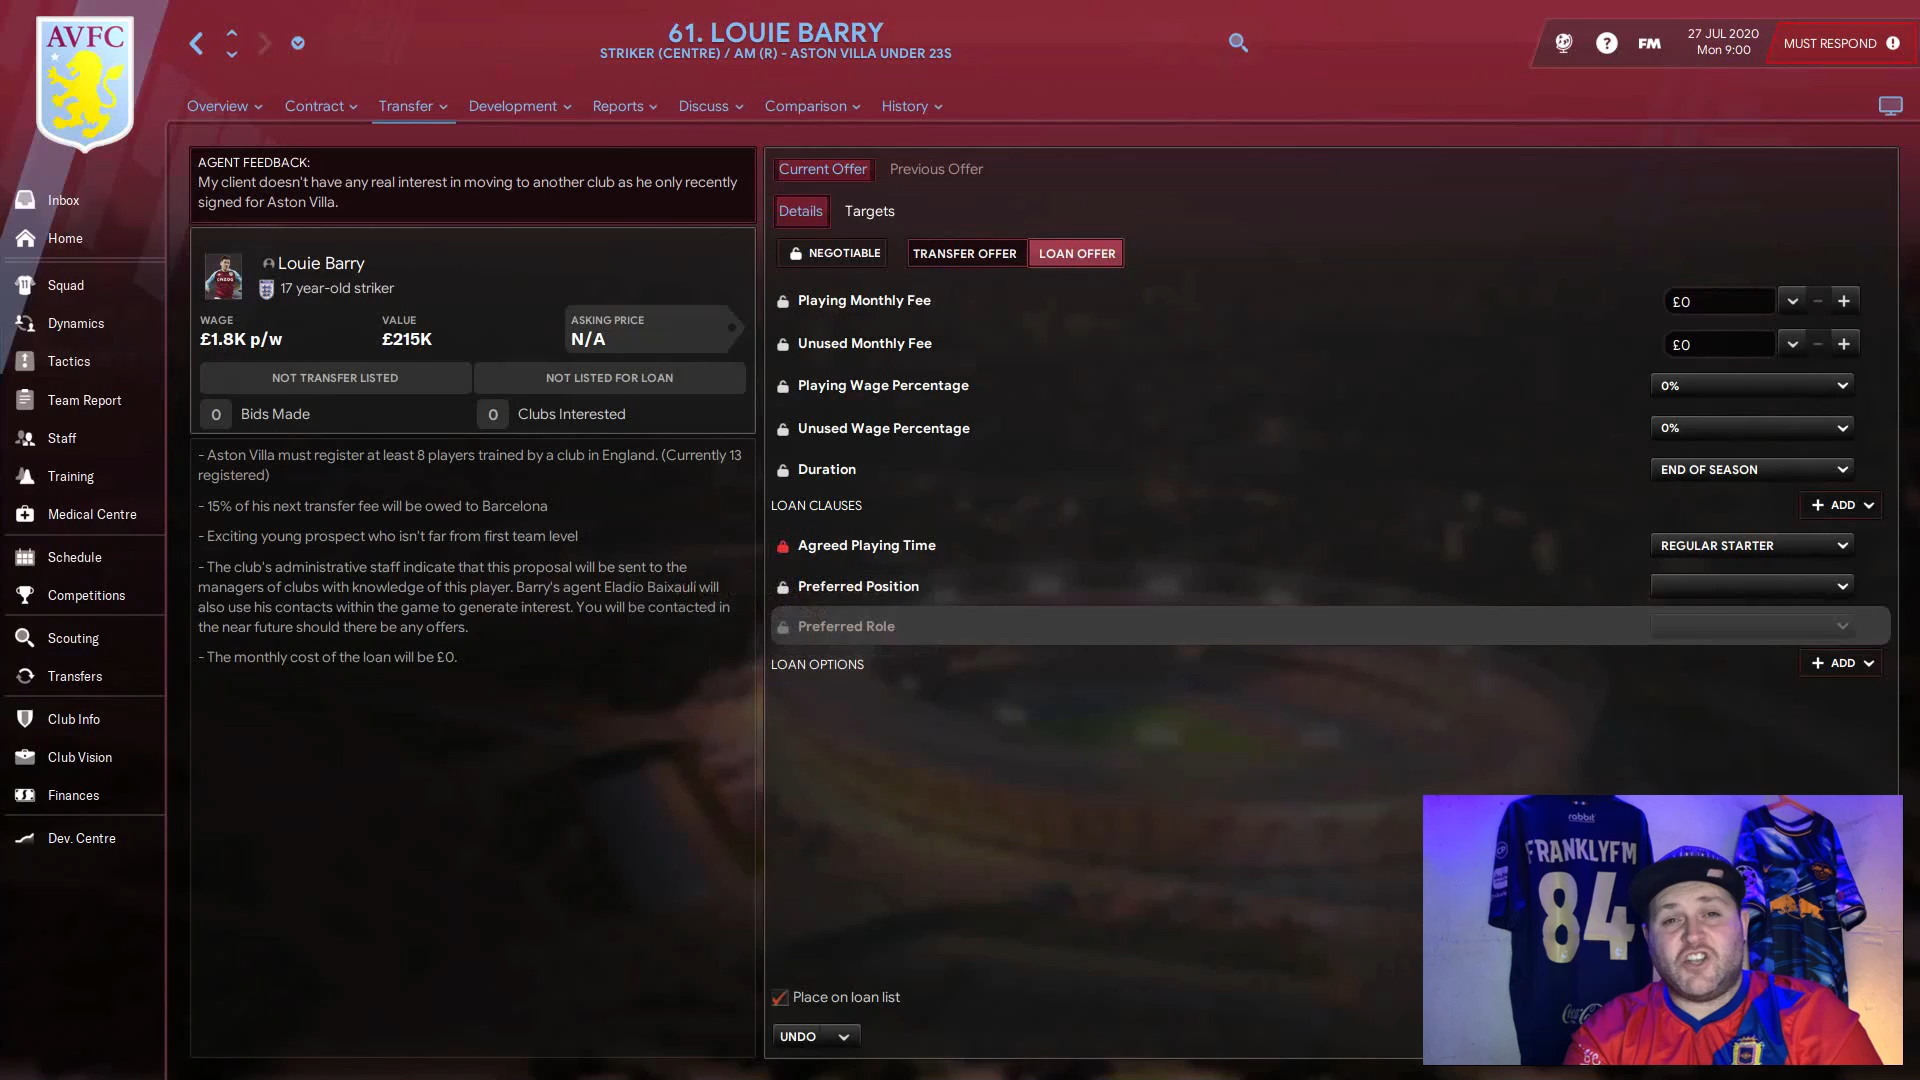 AVFC
61. LOUIE BARRY
STRIKER (CENTRE) / AM (R) - ASTON VILLA UNDER 23S
FM
27 JUL 2020
Mon 9:00
MUST RESPOND
Overview
Contract
Transfer
Development
Reports
Discuss
Comparison
History
Inbox
Home
Squad
Dynamics
Tactics
Team Report
Staff
Training
Medical Centre
Schedule
Competitions
Scouting
Transfers
Club Info
Club Vision
Finances
Dev. Centre
AGENT FEEDBACK:
My client doesn't have any real interest in moving to another club as he only recently
signed for Aston Villa.
Louie Barry
17 year-old striker
WAGE
£1.8K p/w
VALUE
£215K
ASKING PRICE
N/A
NOT TRANSFER LISTED
NOT LISTED FOR LOAN
0 Bids Made
0 Clubs Interested
- Aston Villa must register at least 8 players trained by a club in England. (Currently 13
registered)
- 15% of his next transfer fee will be owed to Barcelona
- Exciting young prospect who isn't far from first team level
- The club's administrative staff indicate that this proposal will be sent to the
managers of clubs with knowledge of this player. Barry's agent Eladio Baixaulí will
also use his contacts within the game to generate interest. You will be contacted in
the near future should there be any offers.
- The monthly cost of the loan will be £0.
Current Offer
Previous Offer
Details
Targets
NEGOTIABLE
TRANSFER OFFER
LOAN OFFER
Playing Monthly Fee
£0
Unused Monthly Fee
£0
Playing Wage Percentage
0%
Unused Wage Percentage
0%
Duration
END OF SEASON
LOAN CLAUSES
ADD
Agreed Playing Time
REGULAR STARTER
Preferred Position
Preferred Role
LOAN OPTIONS
ADD
Place on loan list
UNDO
rabbit
FRANKLYFM
84